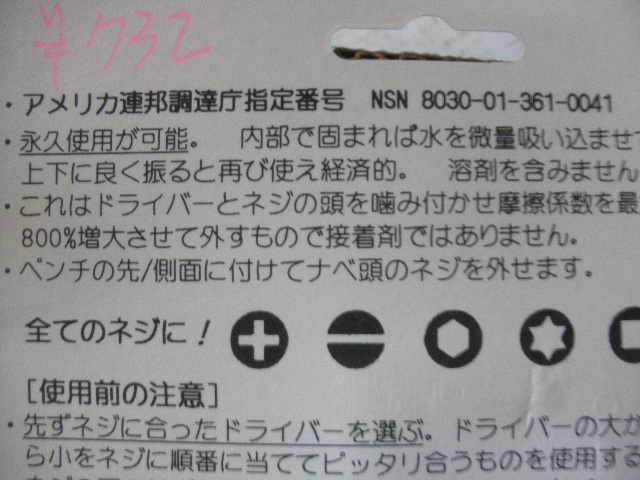 ¥732
・アメリカ連邦調達庁指定番号 NSN 8030-01-361-0041
・永久使用が可能。 内部で固まれば水を微量吸い込ませ
上下に良く振ると再び使え経済的。 溶剤を含みません
・これはドライバーとネジの頭を噛み付かせ摩擦係数を最
800%増大させて外すもので接着剤ではありません。
・ペンチの先/側面に付けてナベ頭のネジを外せます。
全てのネジに！
[使用前の注意]
・先ずネジに合ったドライバーを選ぶ。ドライバーの大か
ら小をネジに順番に当ててピッタリ合うものを使用する